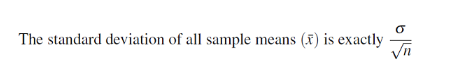 The standard deviation of all sample means (x̄) is exactly σ/√n